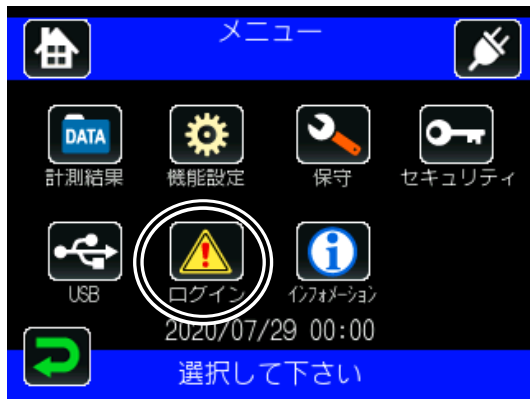 メニュー
DATA
計測結果
機能設定
保守
セキュリティ
USB
ログイン
インフォメーション
2020/07/29 00:00
選択して下さい